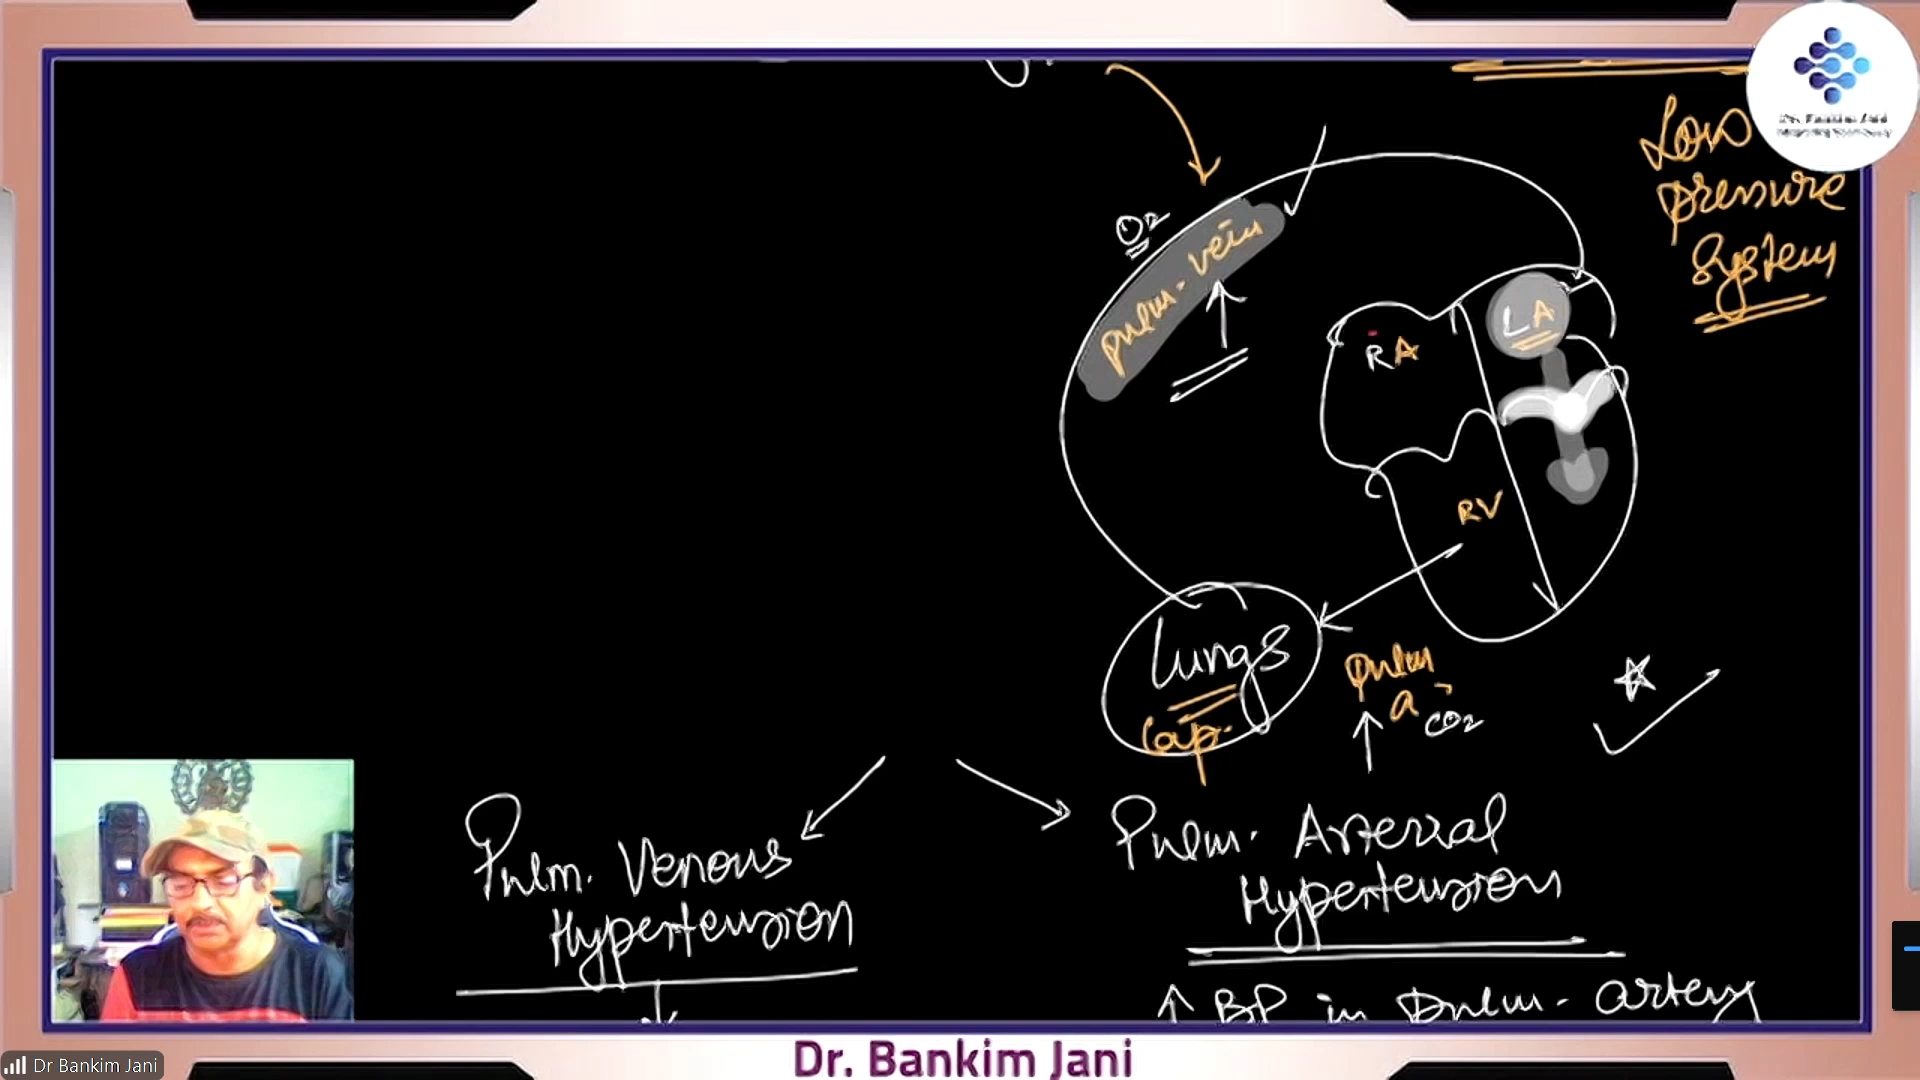 Low
pressure
system
O2
pulm. vein
LA
RA
RV
Lungs
Cap.
pulm
a
CO2
Pulm. Venous
Hypertension
Pulm. Arterial
Hypertension
↑ BP in pulm. artery
Dr Bankim Jani
Dr. Bankim Jani